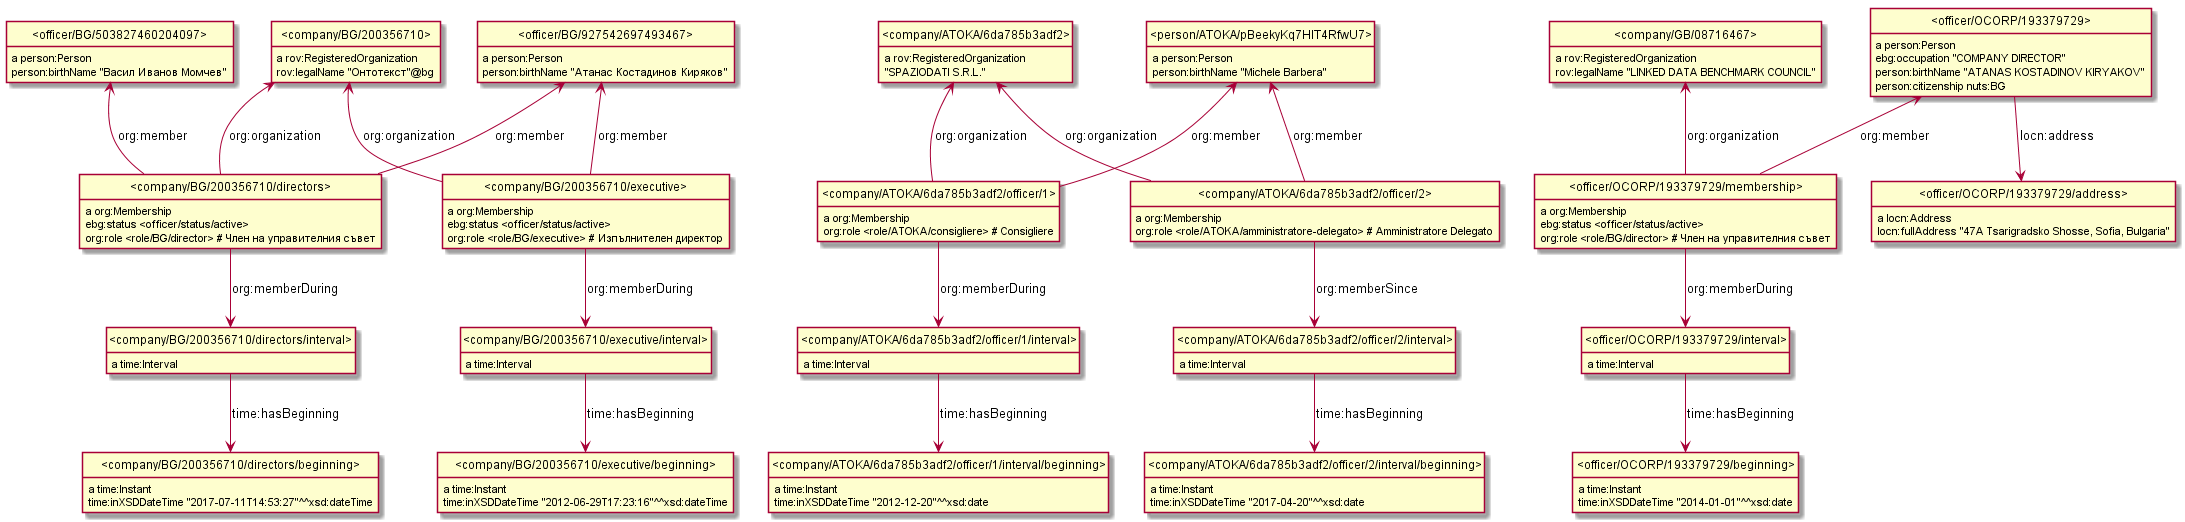 <officer/BG/503827460204097>
a person:Person
person:birthName "Васил Иванов Момчев"
<company/BG/200356710>
a rov:RegisteredOrganization
rov:legalName "Онтотекст"@bg
<officer/BG/927542697493467>
a person:Person
person:birthName "Атанас Костадинов Киряков"
<company/ATOKA/6da785b3adf2>
a rov:RegisteredOrganization
"SPAZIODATI S.R.L."
<person/ATOKA/pBeekyKq7HIT4RfwU7>
a person:Person
person:birthName "Michele Barbera"
<company/GB/08716467>
a rov:RegisteredOrganization
rov:legalName "LINKED DATA BENCHMARK COUNCIL"
<officer/OCORP/193379729>
a person:Person
ebg:occupation "COMPANY DIRECTOR"
person:birthName "ATANAS KOSTADINOV KIRYAKOV"
person:citizenship nuts:BG
org:member
org:organization
org:organization
org:member
org:member
org:organization
org:organization
org:member
org:member
org:organization
org:member
locn:address
<company/BG/200356710/directors>
a org:Membership
ebg:status <officer/status/active>
org:role <role/BG/director> # Член на управителния съвет
<company/BG/200356710/executive>
a org:Membership
ebg:status <officer/status/active>
org:role <role/BG/executive> # Изпълнителен директор
<company/ATOKA/6da785b3adf2/officer/1>
a org:Membership
org:role <role/ATOKA/consigliere> # Consigliere
<company/ATOKA/6da785b3adf2/officer/2>
a org:Membership
org:role <role/ATOKA/amministratore-delegato> # Amministratore Delegato
<officer/OCORP/193379729/membership>
a org:Membership
ebg:status <officer/status/active>
org:role <role/BG/director> # Член на управителния съвет
<officer/OCORP/193379729/address>
a locn:Address
locn:fullAddress "47A Tsarigradsko Shosse, Sofia, Bulgaria"
org:memberDuring
org:memberDuring
org:memberDuring
org:memberSince
org:memberDuring
<company/BG/200356710/directors/interval>
a time:Interval
<company/BG/200356710/executive/interval>
a time:Interval
<company/ATOKA/6da785b3adf2/officer/1/interval>
a time:Interval
<company/ATOKA/6da785b3adf2/officer/2/interval>
a time:Interval
<officer/OCORP/193379729/interval>
a time:Interval
time:hasBeginning
time:hasBeginning
time:hasBeginning
time:hasBeginning
time:hasBeginning
<company/BG/200356710/directors/beginning>
a time:Instant
time:inXSDDateTime "2017-07-11T14:53:27"^^xsd:dateTime
<company/BG/200356710/executive/beginning>
a time:Instant
time:inXSDDateTime "2012-06-29T17:23:16"^^xsd:dateTime
<company/ATOKA/6da785b3adf2/officer/1/interval/beginning>
a time:Instant
time:inXSDDateTime "2012-12-20"^^xsd:date
<company/ATOKA/6da785b3adf2/officer/2/interval/beginning>
a time:Instant
time:inXSDDateTime "2017-04-20"^^xsd:date
<officer/OCORP/193379729/beginning>
a time:Instant
time:inXSDDateTime "2014-01-01"^^xsd:date